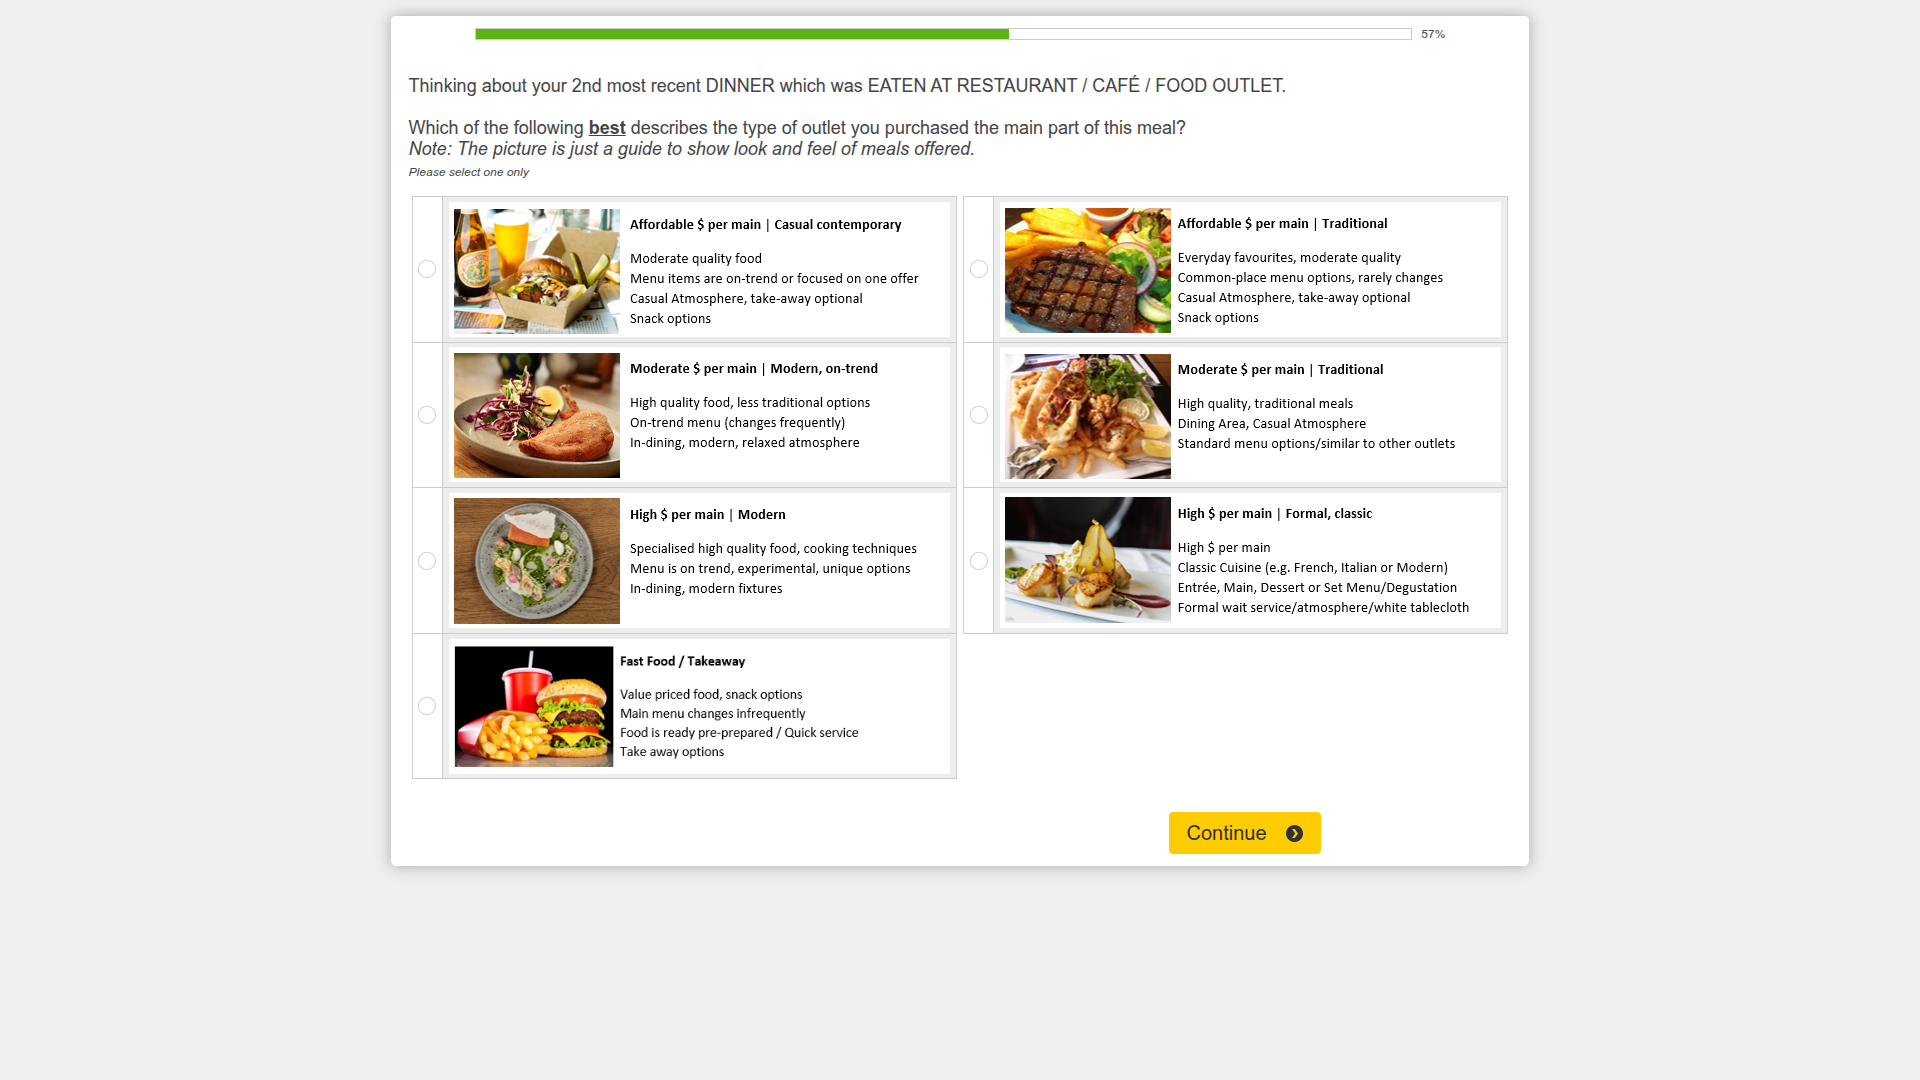 57%
Thinking about your 2nd most recent DINNER which was EATEN AT RESTAURANT / CAFÉ / FOOD OUTLET.
Which of the following best describes the type of outlet you purchased the main part of this meal?
Note: The picture is just a guide to show look and feel of meals offered.
Please select one only
Affordable $ per main | Casual contemporary
Moderate quality food
Menu items are on-trend or focused on one offer
Casual Atmosphere, take-away optional
Snack options
Affordable $ per main | Traditional
Everyday favourites, moderate quality
Common-place menu options, rarely changes
Casual Atmosphere, take-away optional
Snack options
Moderate $ per main | Modern, on-trend
High quality food, less traditional options
On-trend menu (changes frequently)
In-dining, modern, relaxed atmosphere
Moderate $ per main | Traditional
High quality, traditional meals
Dining Area, Casual Atmosphere
Standard menu options/similar to other outlets
High $ per main | Modern
Specialised high quality food, cooking techniques
Menu is on trend, experimental, unique options
In-dining, modern fixtures
High $ per main | Formal, classic
High $ per main
Classic Cuisine (e.g. French, Italian or Modern)
Entrée, Main, Dessert or Set Menu/Degustation
Formal wait service/atmosphere/white tablecloth
Fast Food / Takeaway
Value priced food, snack options
Main menu changes infrequently
Food is ready pre-prepared / Quick service
Take away options
Continue